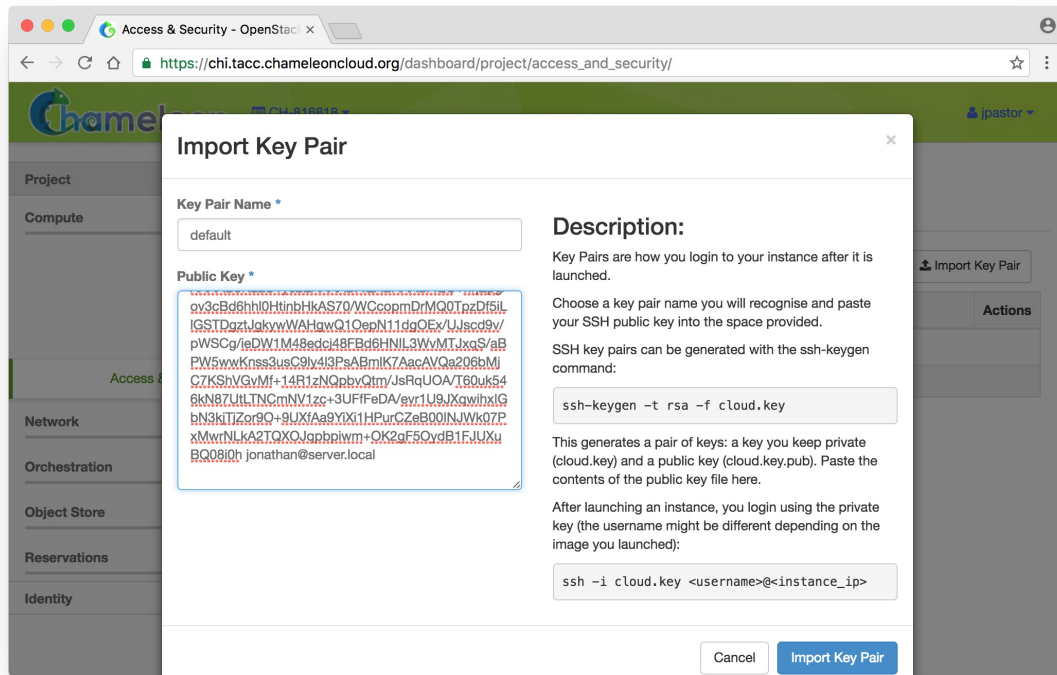 Access & Security - OpenStac
https://chi.tacc.chameleoncloud.org/dashboard/project/access_and_security/
CH-816818
jpastor
Import Key Pair
×
Project
Compute
Access &
Network
Orchestration
Object Store
Reservations
Identity
Key Pair Name *
default
Public Key *
oy3cBd6hhl0HtinbHkAS70/WCcopmDrMQ0TpzDf5iL
lGSTDgztJgkywWAHgwQ1OepN11dgOEx/UJscd9v/
pWSCg/jeDW1M48edcj48FBd6HNlL3WvMTJxqS/aB
PW5wwKnss3usC9ly4l3PsABmlK7AacAVQa206bMj
C7KShVGvMf+14R1zNQpbvQtm/JsRqUOA/T60uk54
6kN87UtLTNCmNV1zc+3UFfFeDA/evr1U9JXgwihxlG
bN3kjTjZor9O+9UXfAa9YiXi1HPurCZeB00lNJWk07P
xMwrNLkA2TQXOJgpbpiwm+OK2gF5OydB1FJUXu
BQ08i0h jonathan@server.local
Description:
Key Pairs are how you login to your instance after it is
launched.
Choose a key pair name you will recognise and paste
your SSH public key into the space provided.
SSH key pairs can be generated with the ssh-keygen
command:
ssh-keygen -t rsa -f cloud.key
This generates a pair of keys: a key you keep private
(cloud.key) and a public key (cloud.key.pub). Paste the
contents of the public key file here.
After launching an instance, you login using the private
key (the username might be different depending on the
image you launched):
ssh -i cloud.key <username>@<instance_ip>
Cancel
Import Key Pair
Import Key Pair
Actions